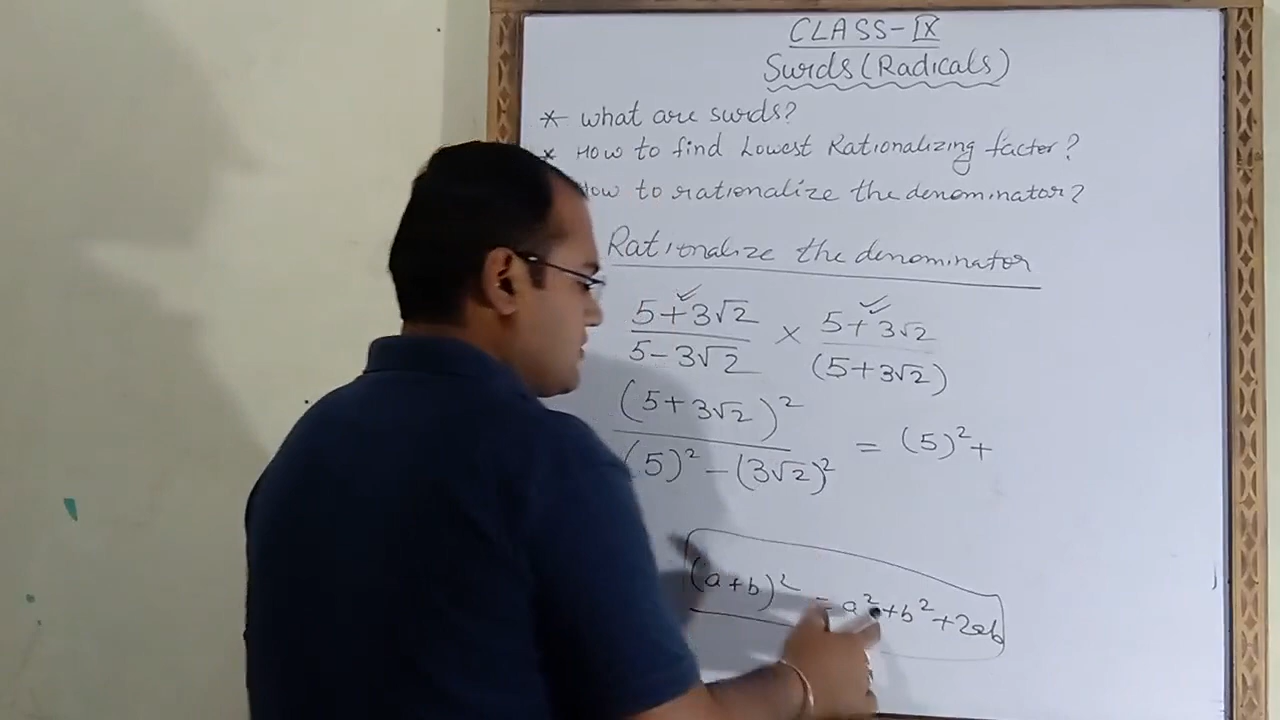 CLASS-IX
Surds (Radicals)
* what are surds?
* How to find Lowest Rationalizing factor?
How to rationalize the denominator?
Rationalize the denominator
5+3√2 / 5-3√2 × 5+3√2 / (5+3√2)
(5+3√2)² / (5)² - (3√2)² = (5)² +
(a+b)² = a²+b²+2ab